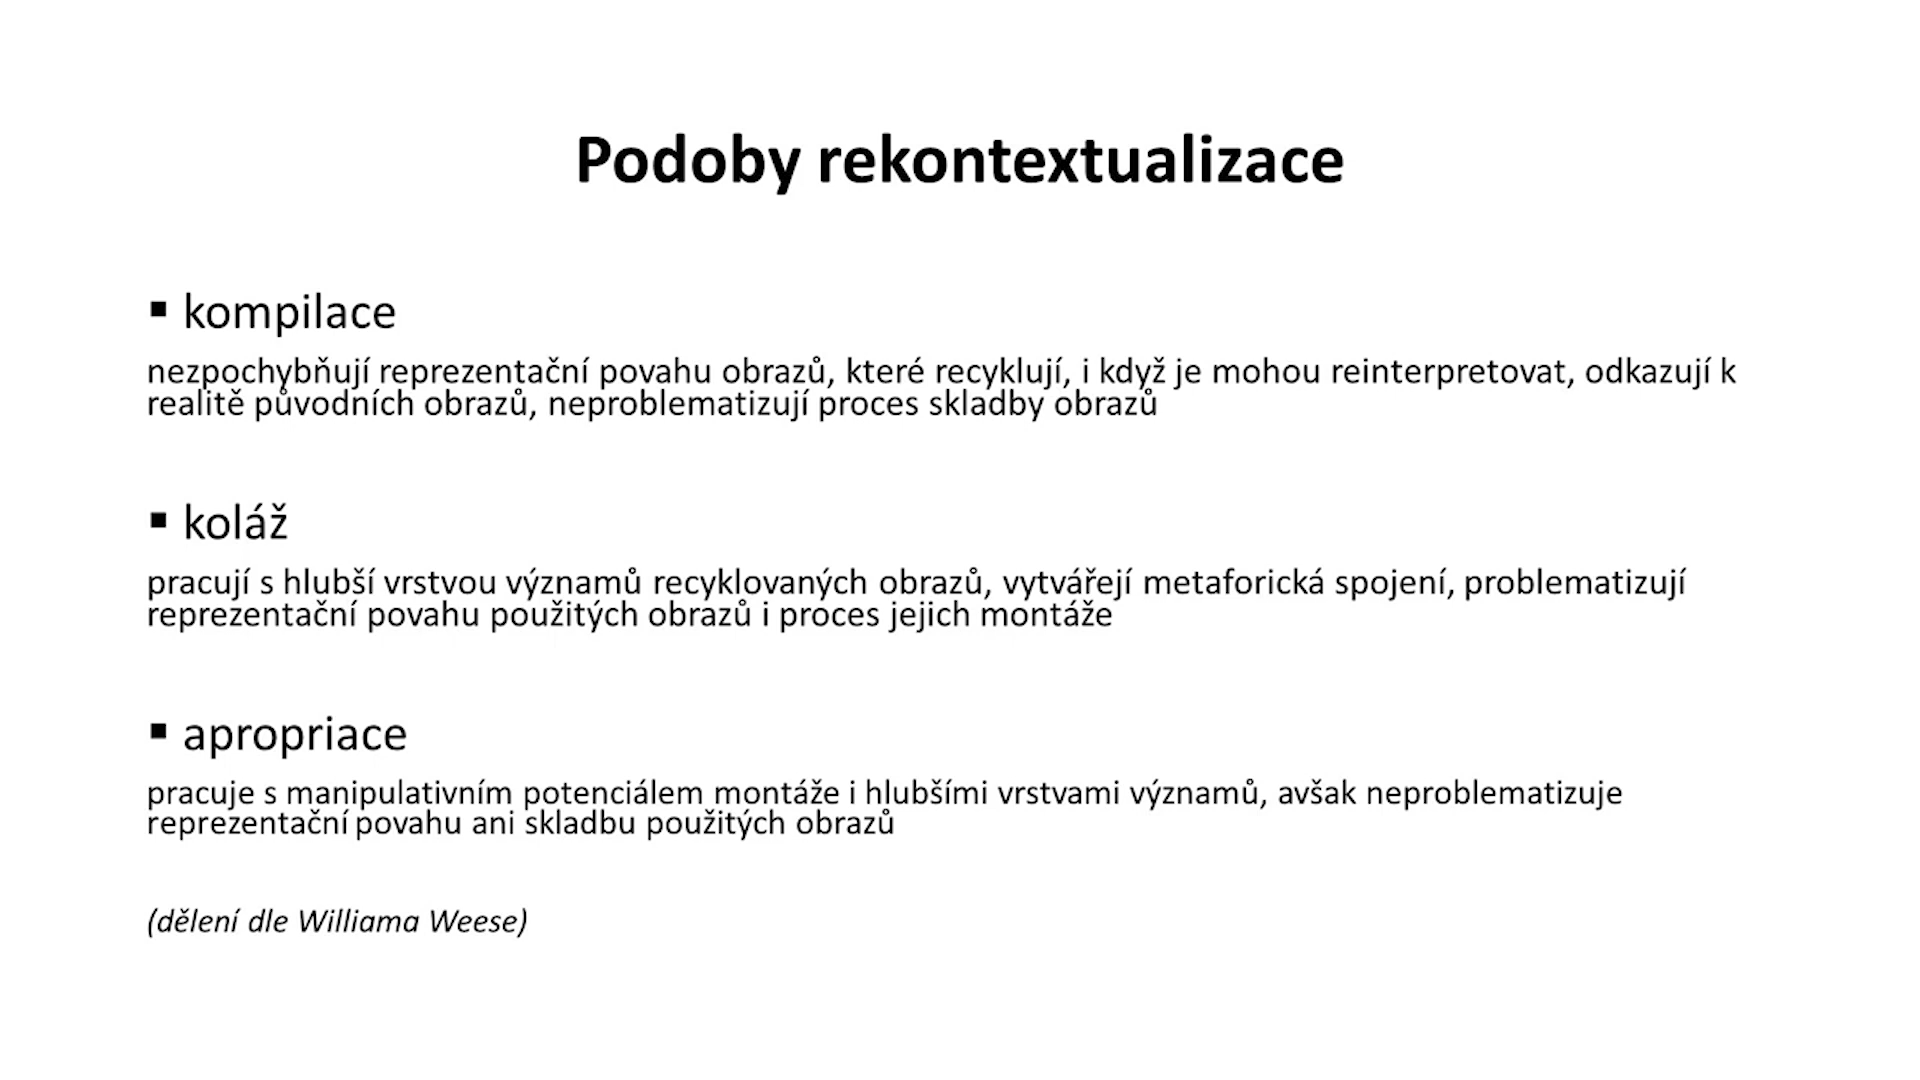 Podoby rekontextualizace
▪ kompilace
nezpochybňují reprezentační povahu obrazů, které recyklují, i když je mohou reinterpretovat, odkazují k
realitě původních obrazů, neproblematizují proces skladby obrazů
▪ koláž
pracují s hlubší vrstvou významů recyklovaných obrazů, vytvářejí metaforická spojení, problematizují
reprezentační povahu použitých obrazů i proces jejich montáže
▪ apropriace
pracuje s manipulativním potenciálem montáže i hlubšími vrstvami významů, avšak neproblematizuje
reprezentační povahu ani skladbu použitých obrazů
(dělení dle Williama Weese)